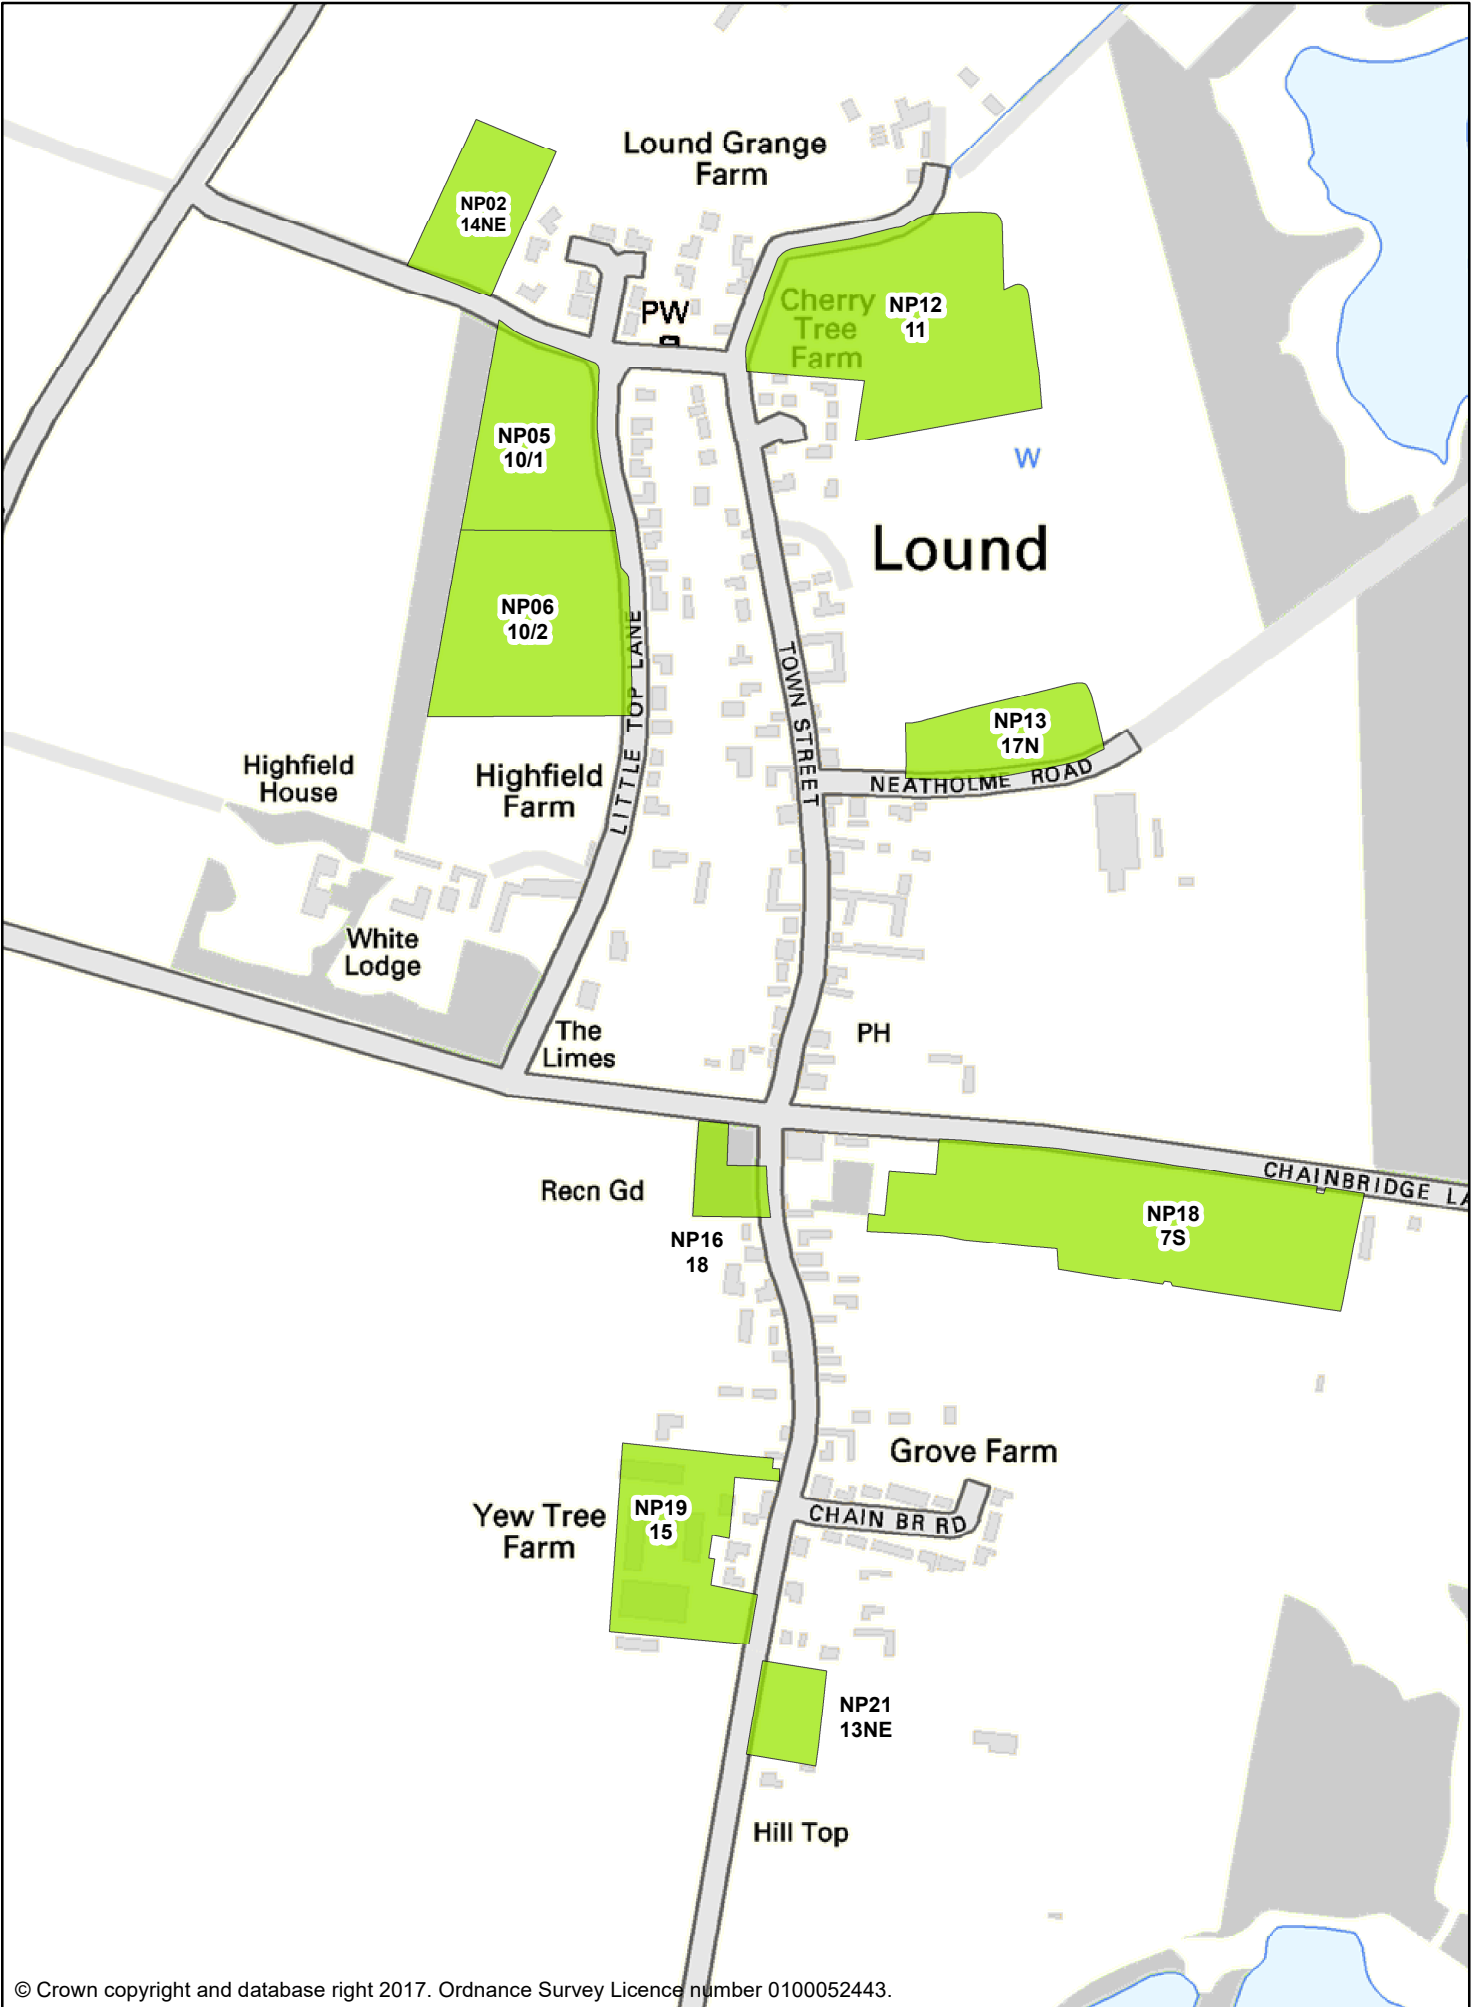 Lound Grange
Farm
NP02
14NE
PW
Cherry
Tree
Farm
NP12
11
NP05
10/1
W
Lound
NP06
10/2
LITTLE TOP LANE
TOWN STREET
NP13
17N
NEATHOLME ROAD
Highfield
House
Highfield
Farm
White
Lodge
The
Limes
PH
CHAINBRIDGE LA
Recn Gd
NP16
18
NP18
7S
Grove Farm
Yew Tree
Farm
NP19
15
CHAIN BR RD
NP21
13NE
Hill Top
© Crown copyright and database right 2017. Ordnance Survey Licence number 0100052443.